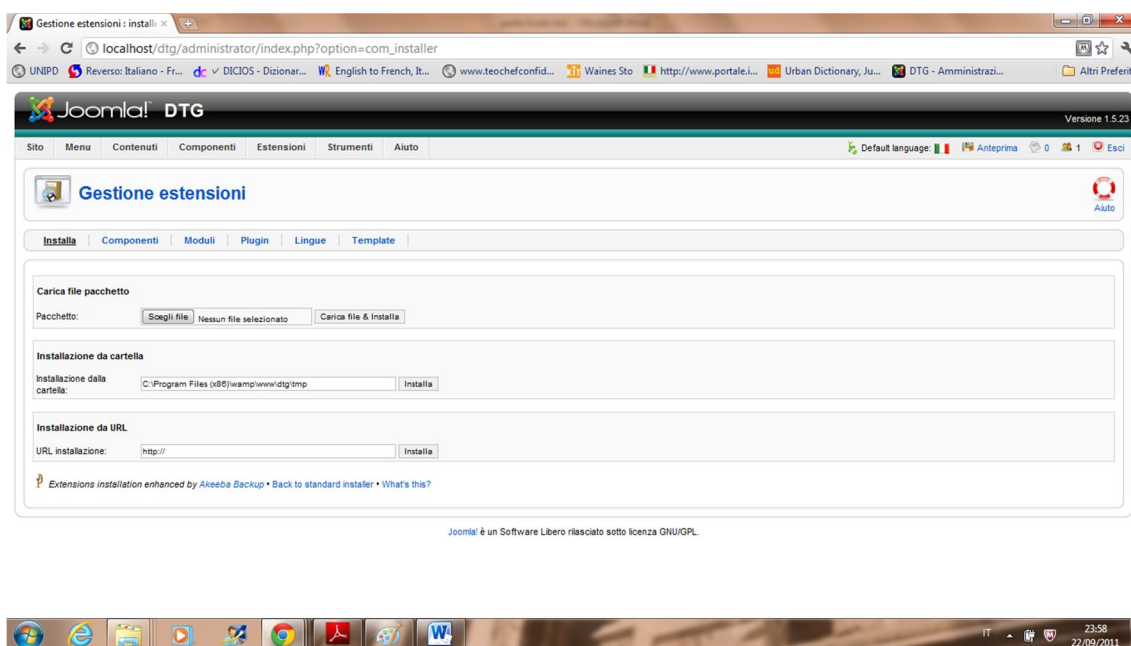 Gestione estensioni : install
localhost/dtg/administrator/index.php?option=com_installer
UNIPD Reverso: Italiano - Fr... dc DICIOS - Dizionar... WR English to French, It... www.teochefconfid... Waines Sto http://www.portale.i... ud Urban Dictionary, Ju... DTG - Amministrazi... Altri Preferit
Joomla! DTG
Versione 1.5.23
Sito Menu Contenuti Componenti Estensioni Strumenti Aiuto Default language: Anteprima 0 1 Esci
Gestione estensioni
Aiuto
Installa Componenti Moduli Plugin Lingue Template
Carica file pacchetto
Pacchetto: Scegli file Nessun file selezionato Carica file & Installa
Installazione da cartella
Installazione dalla
cartella: C:\Program Files (x86)\wamp\www\dtg\tmp Installa
Installazione da URL
URL installazione: http:// Installa
Extensions installation enhanced by Akeeba Backup • Back to standard installer • What's this?
Joomla! è un Software Libero rilasciato sotto licenza GNU/GPL.
IT 23:58
22/09/2011